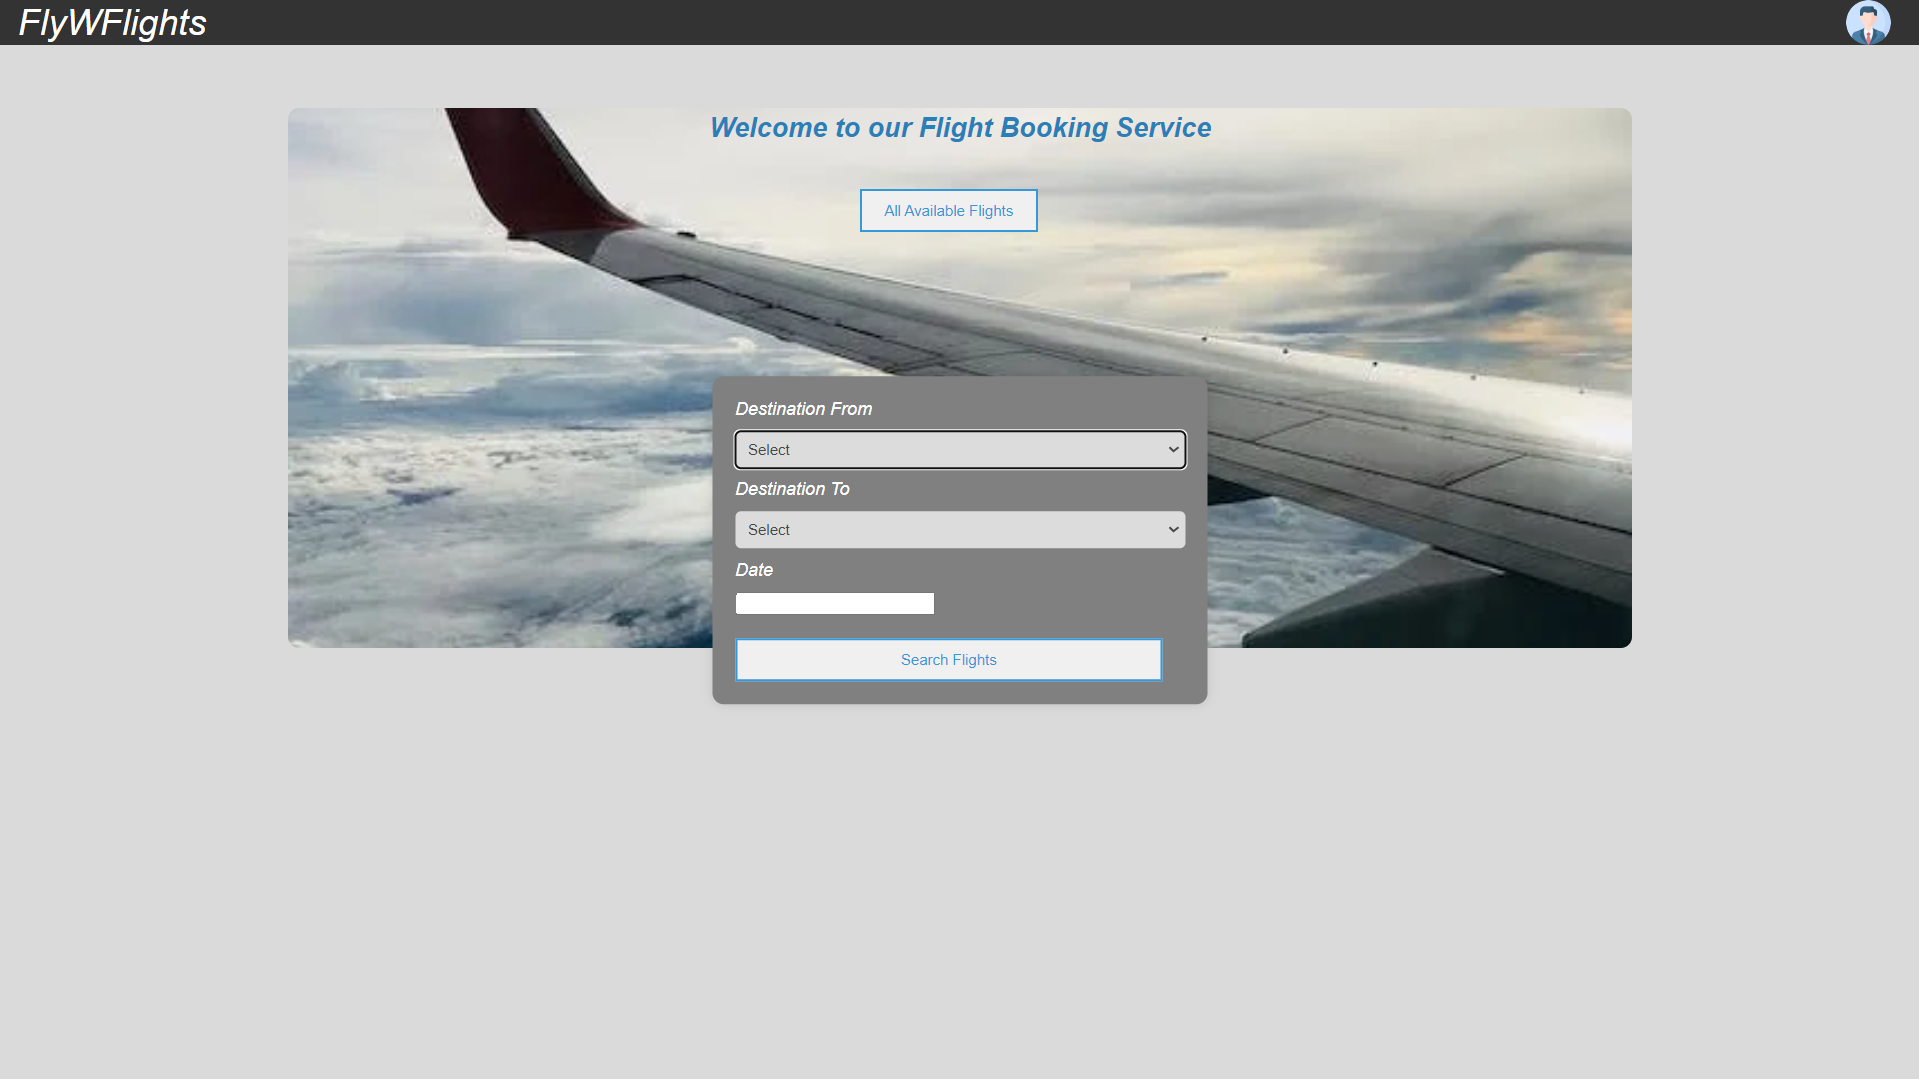 FlyWFlights
Welcome to our Flight Booking Service
All Available Flights
Destination From
Select
Destination To
Select
Date
Search Flights